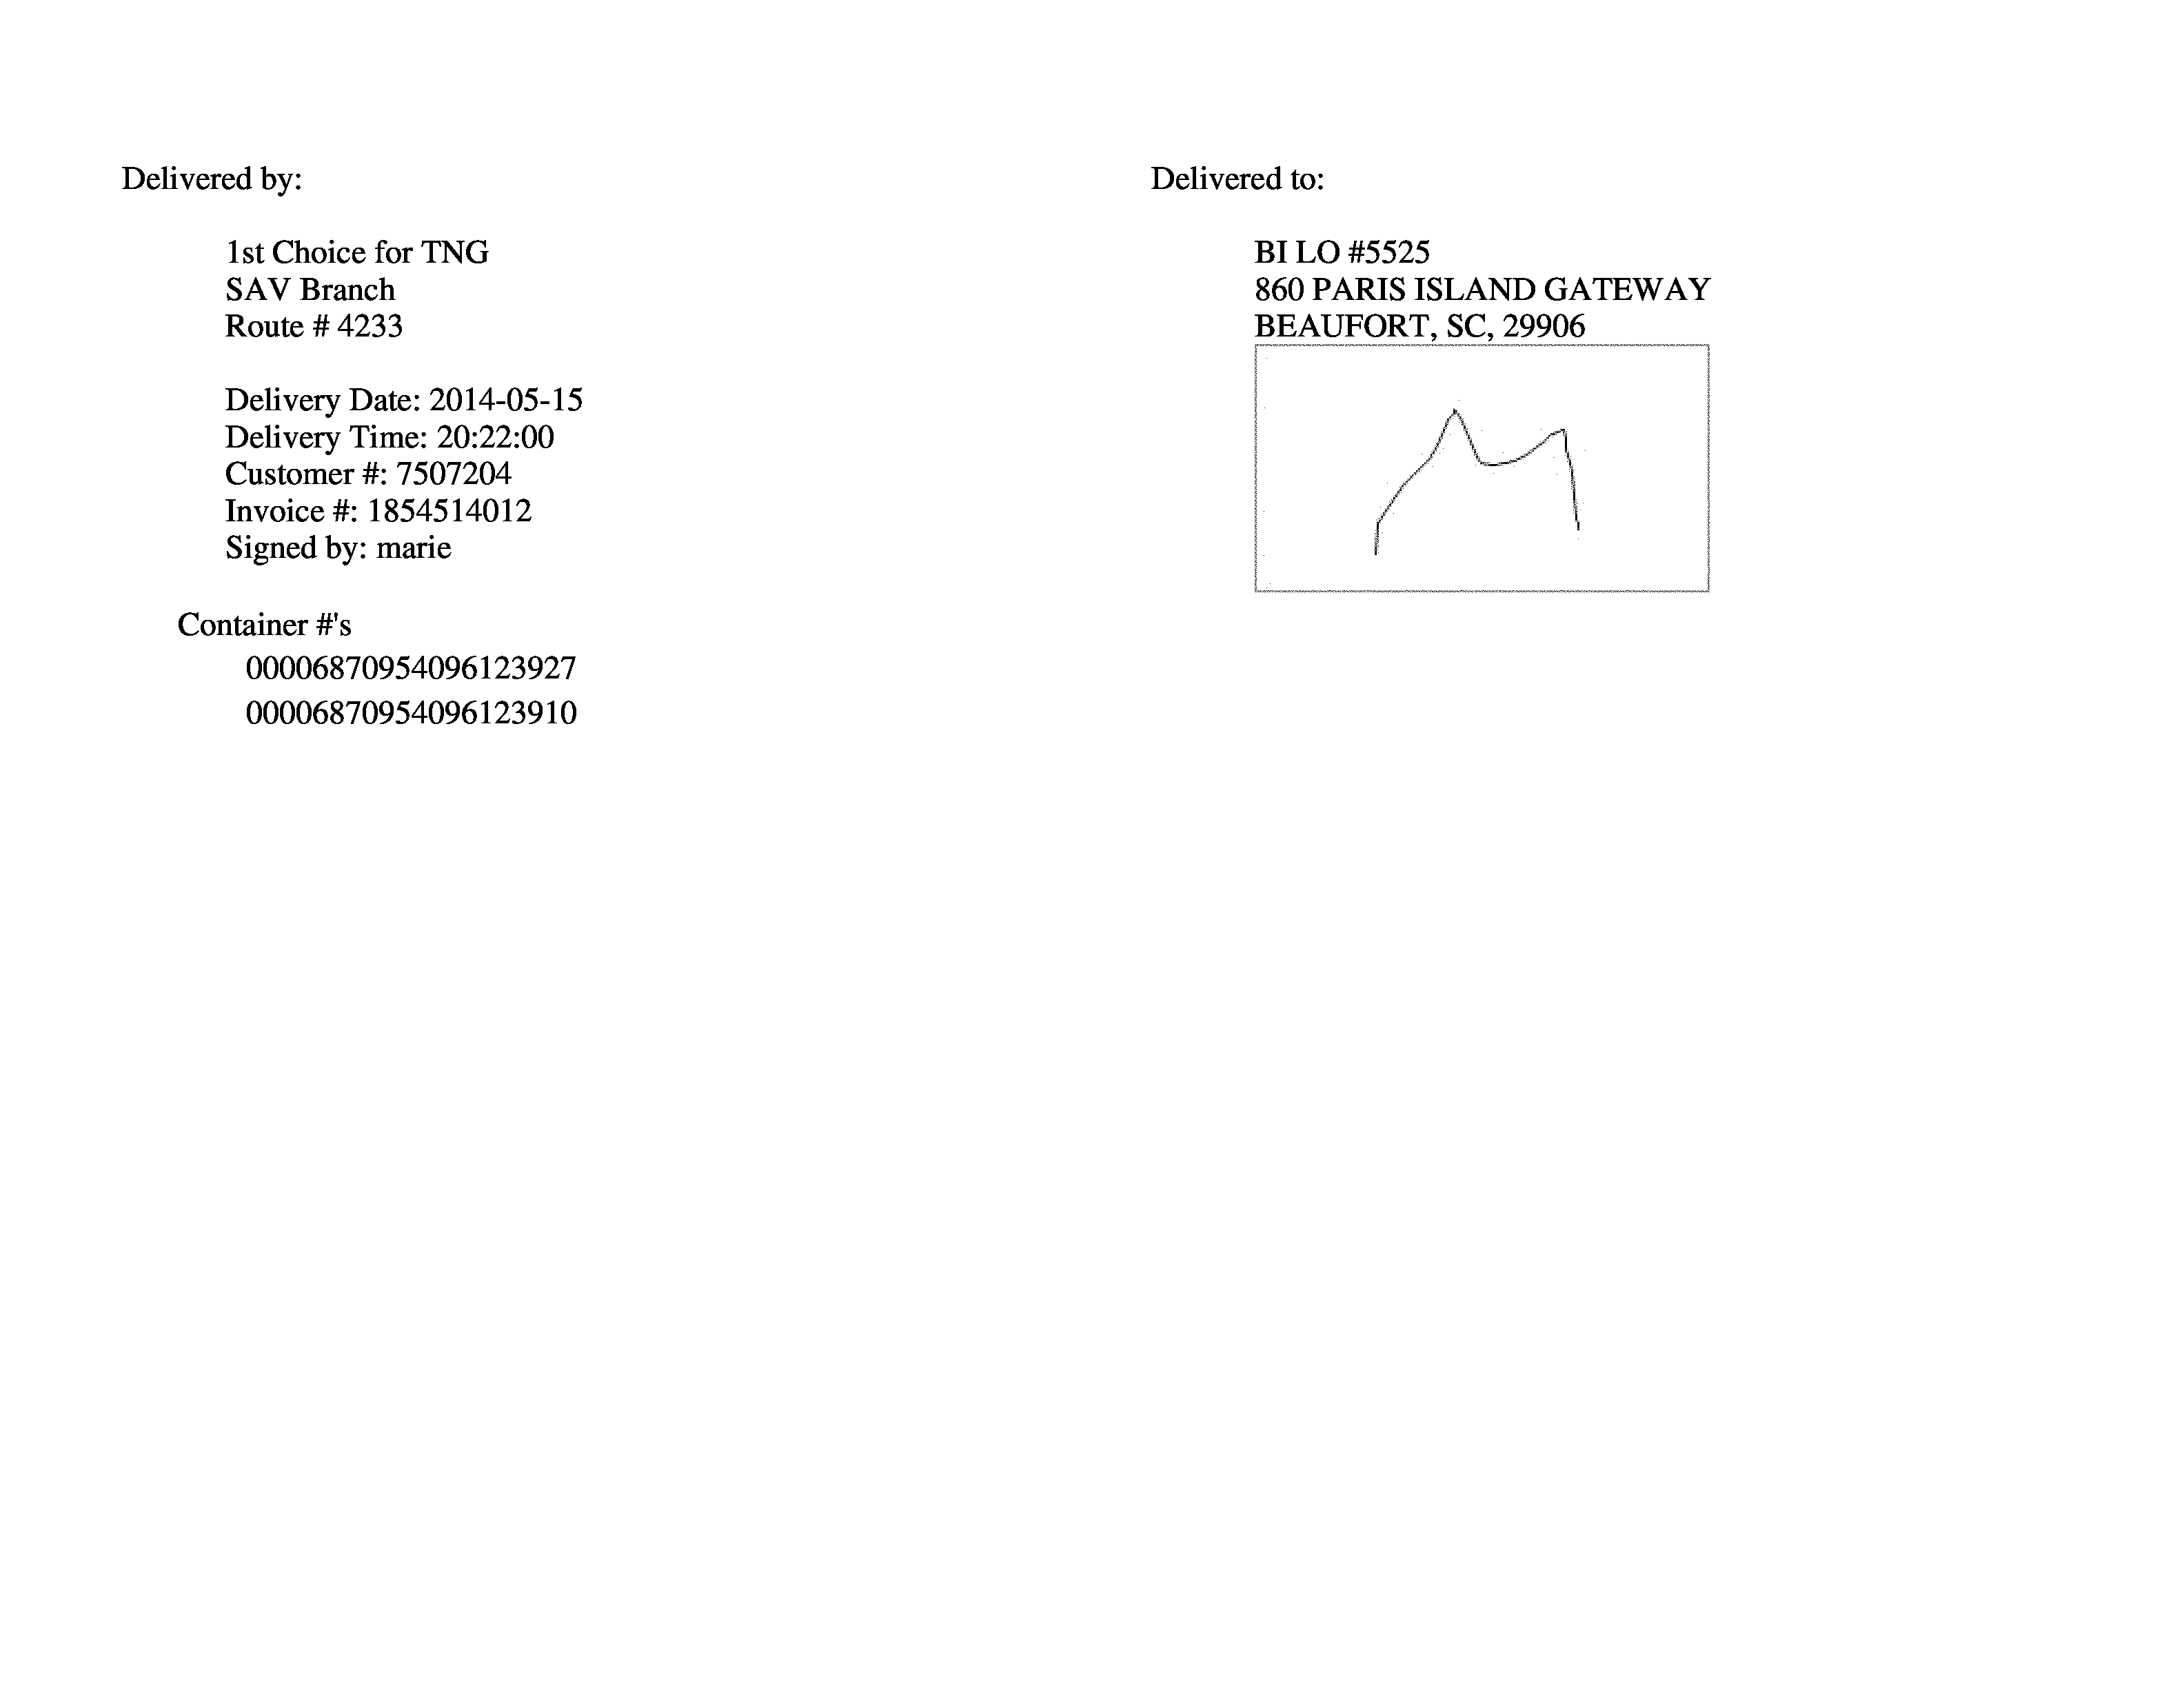 Delivered by:
1st Choice for TNG
SAV Branch
Route # 4233
Delivery Date: 2014-05-15
Delivery Time: 20:22:00
Customer #: 7507204
Invoice #: 1854514012
Signed by: marie
Container #'s
00006870954096123927
00006870954096123910
Delivered to:
BI LO #5525
860 PARIS ISLAND GATEWAY
BEAUFORT, SC, 29906